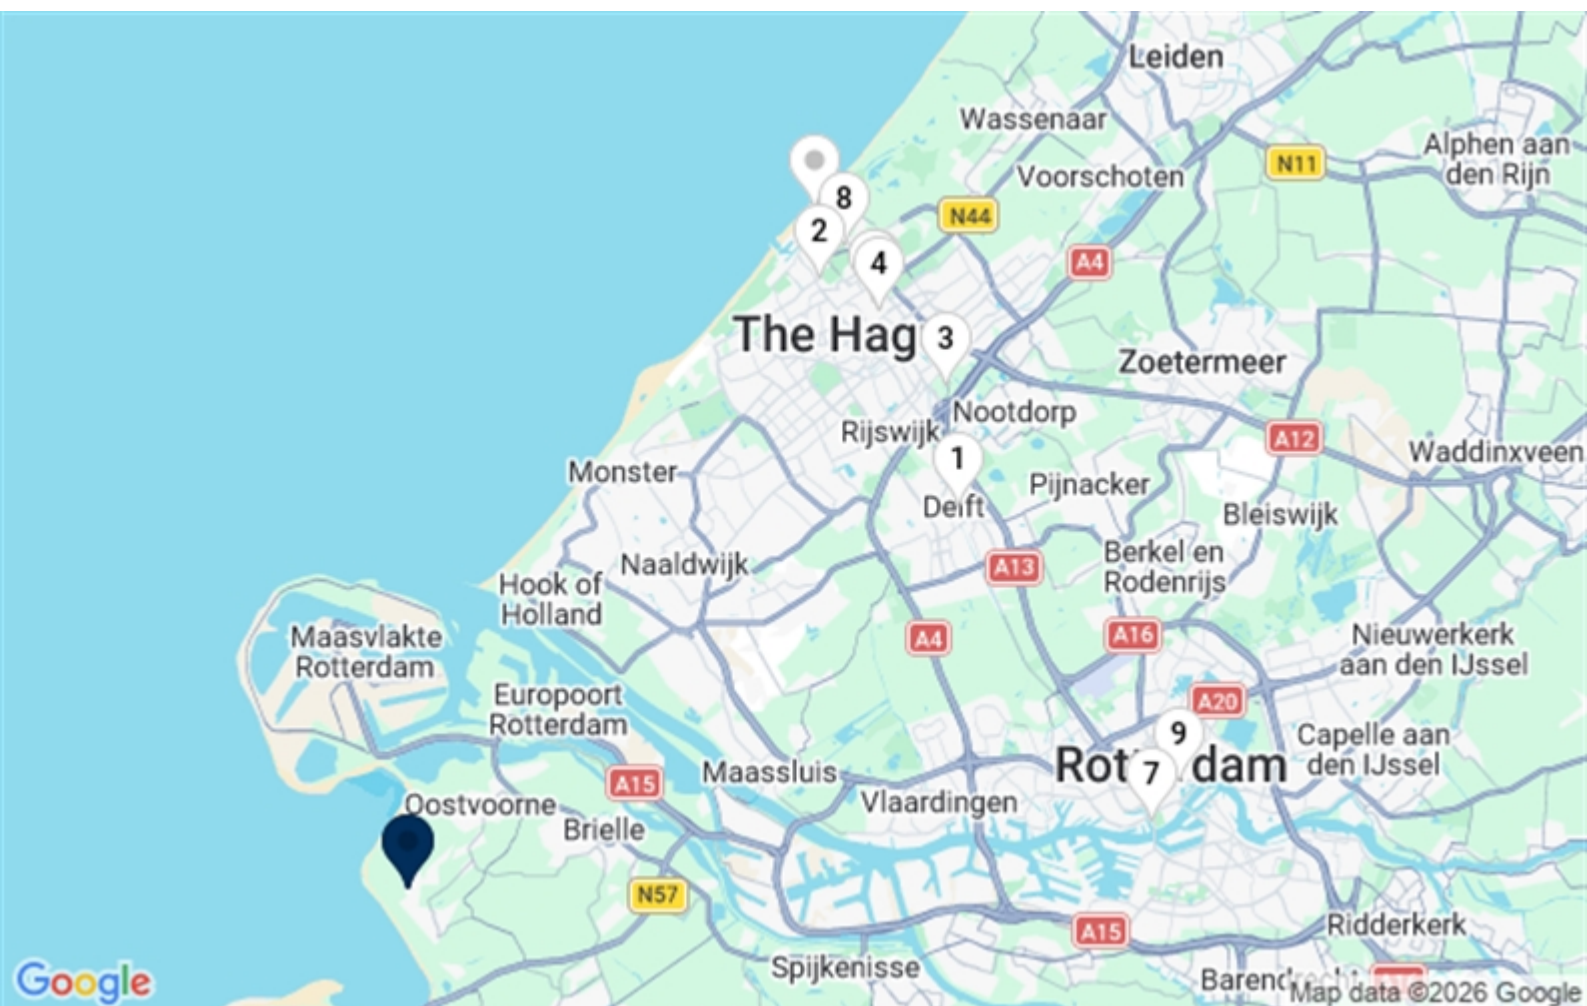 Leiden
Wassenaar
Alphen aan
den Rijn
N11
Voorschoten
8
N44
2
4
A4
The Hag
3
Zoetermeer
Nootdorp
Rijswijk
A12
Waddinxveen
1
Monster
Pijnacker
Delft
Bleiswijk
Naaldwijk
A13
Berkel en
Rodenrijs
Hook of
Holland
Maasvlakte
Rotterdam
A4
A16
Nieuwerkerk
aan den IJssel
Europoort
Rotterdam
A20
9
Capelle aan
den IJssel
Rot dam
7
Maassluis
A15
Vlaardingen
Oostvoorne
Brielle
N57
A15
Ridderkerk
Spijkenisse
Barendrecht
Google
Map data ©2026 Google